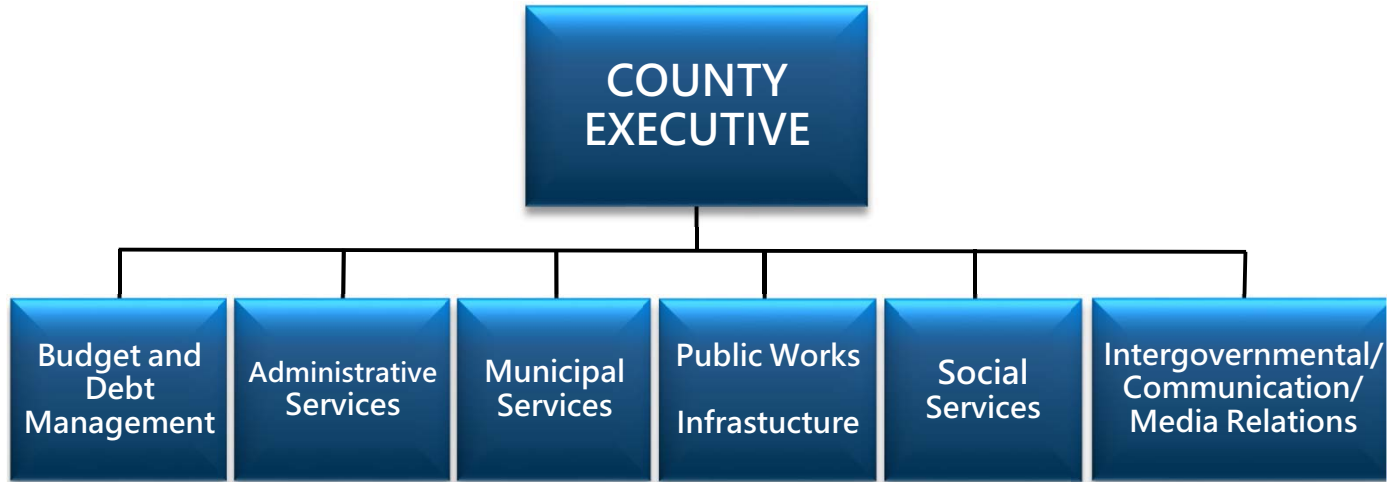 COUNTY
EXECUTIVE
Budget and
Debt
Management
Administrative
Services
Municipal
Services
Public Works
Infrastucture
Social
Services
Intergovernmental/
Communication/
Media Relations